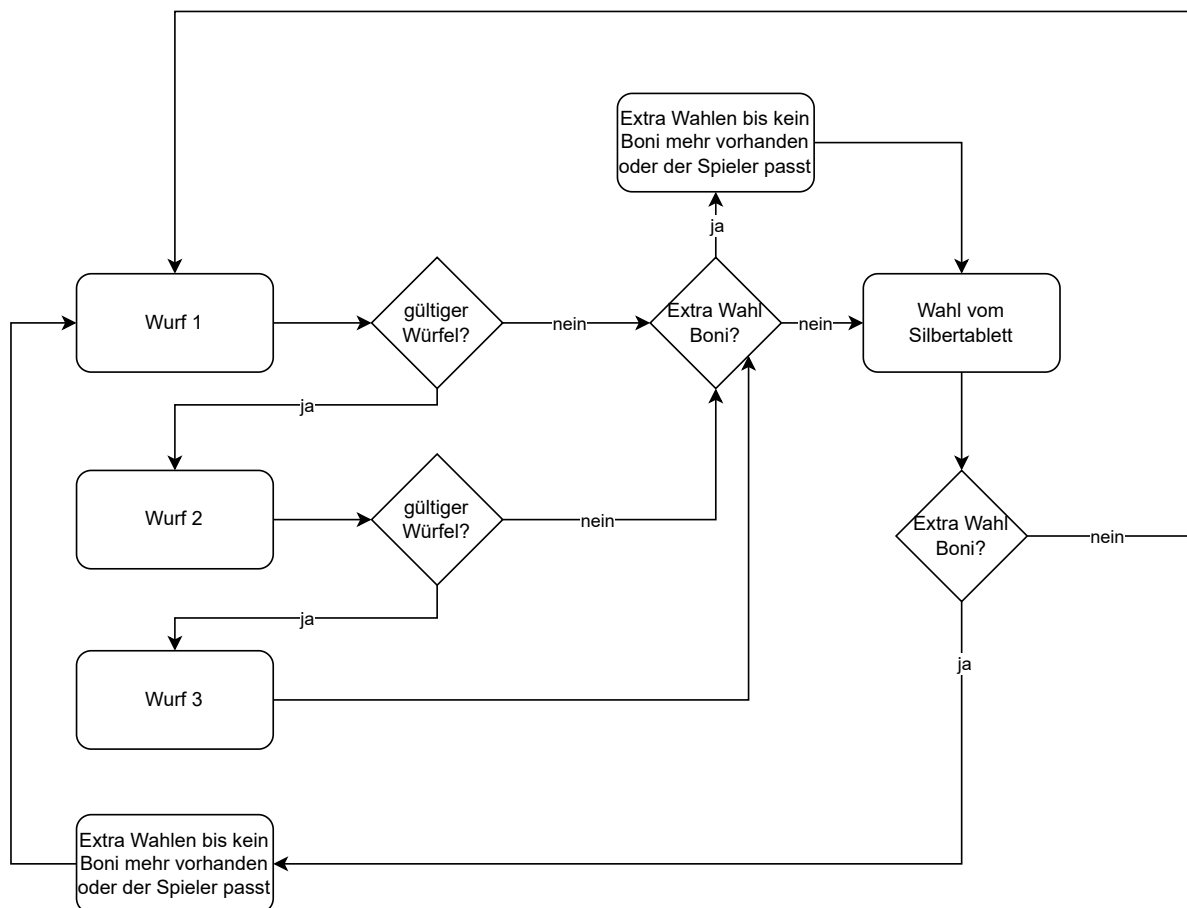 Extra Wahlen bis kein
Boni mehr vorhanden
oder der Spieler passt
ja
Wurf 1
gültiger
Würfel?
nein
Extra Wahl
Boni?
nein
Wahl vom
Silbertablett
ja
Wurf 2
gültiger
Würfel?
nein
Extra Wahl
Boni?
nein
ja
Wurf 3
ja
Extra Wahlen bis kein
Boni mehr vorhanden
oder der Spieler passt